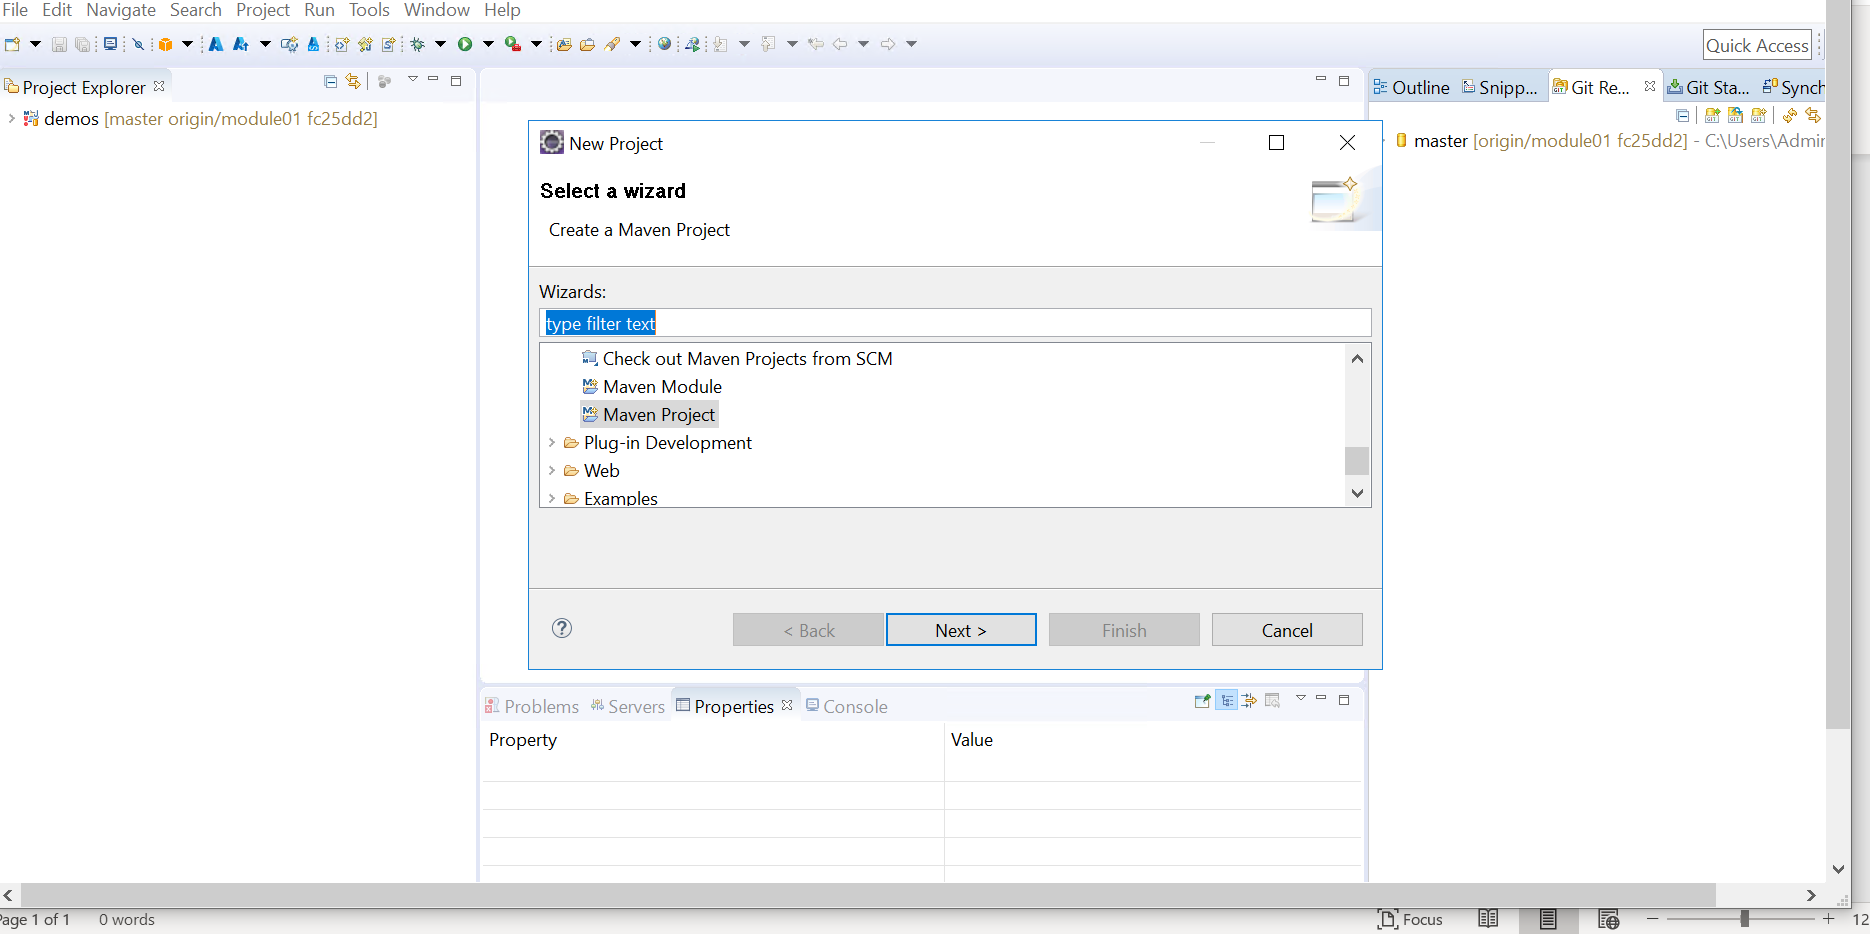 File Edit Navigate Search Project Run Tools Window Help
Quick Access
Project Explorer
demos [master origin/module01 fc25dd2]
Outline Snipp... Git Re... Git Sta... Synch
master [origin/module01 fc25dd2] - C:\Users\Admin
New Project
Select a wizard
Create a Maven Project
Wizards:
type filter text
Check out Maven Projects from SCM
Maven Module
Maven Project
Plug-in Development
Web
Examples
< Back Next > Finish Cancel
Problems Servers Properties Console
Property Value
Page 1 of 1 0 words Focus 12